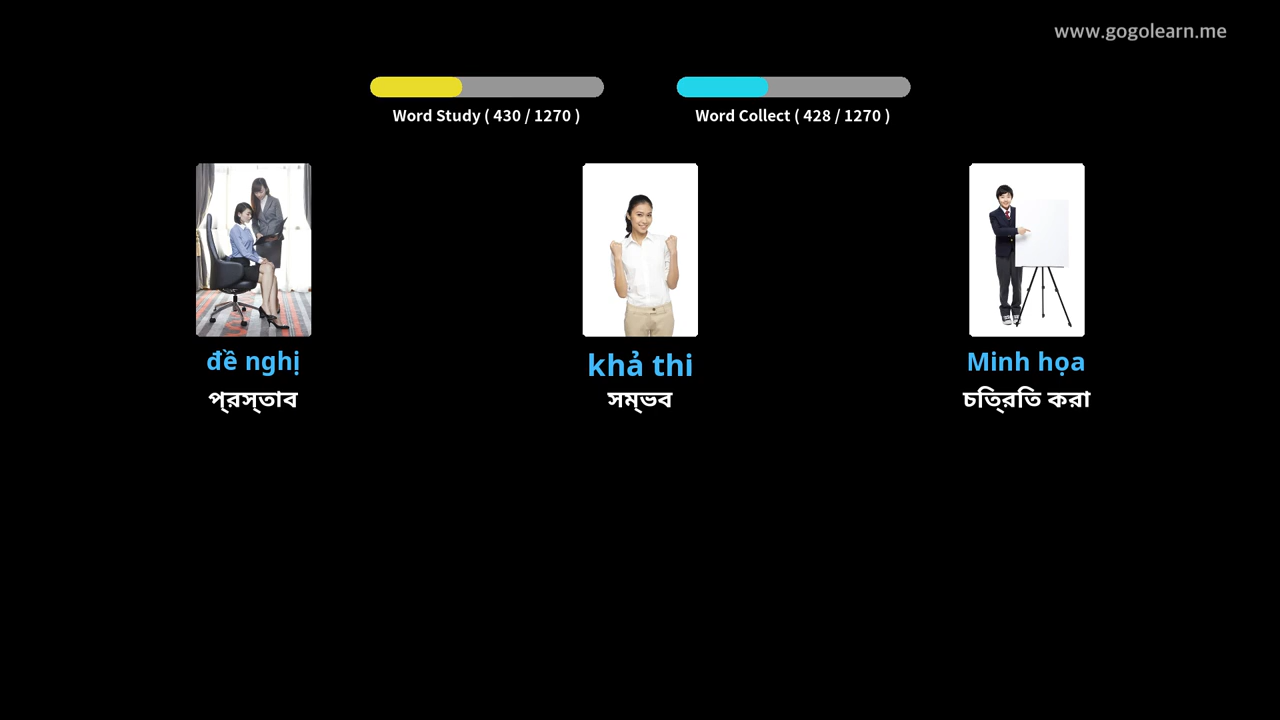 www.gogolearn.me
Word Study ( 430 / 1270 )
Word Collect ( 428 / 1270 )
đề nghị
khả thi
Minh họa
প্রস্তাব
সম্ভব
চিত্রিত করা